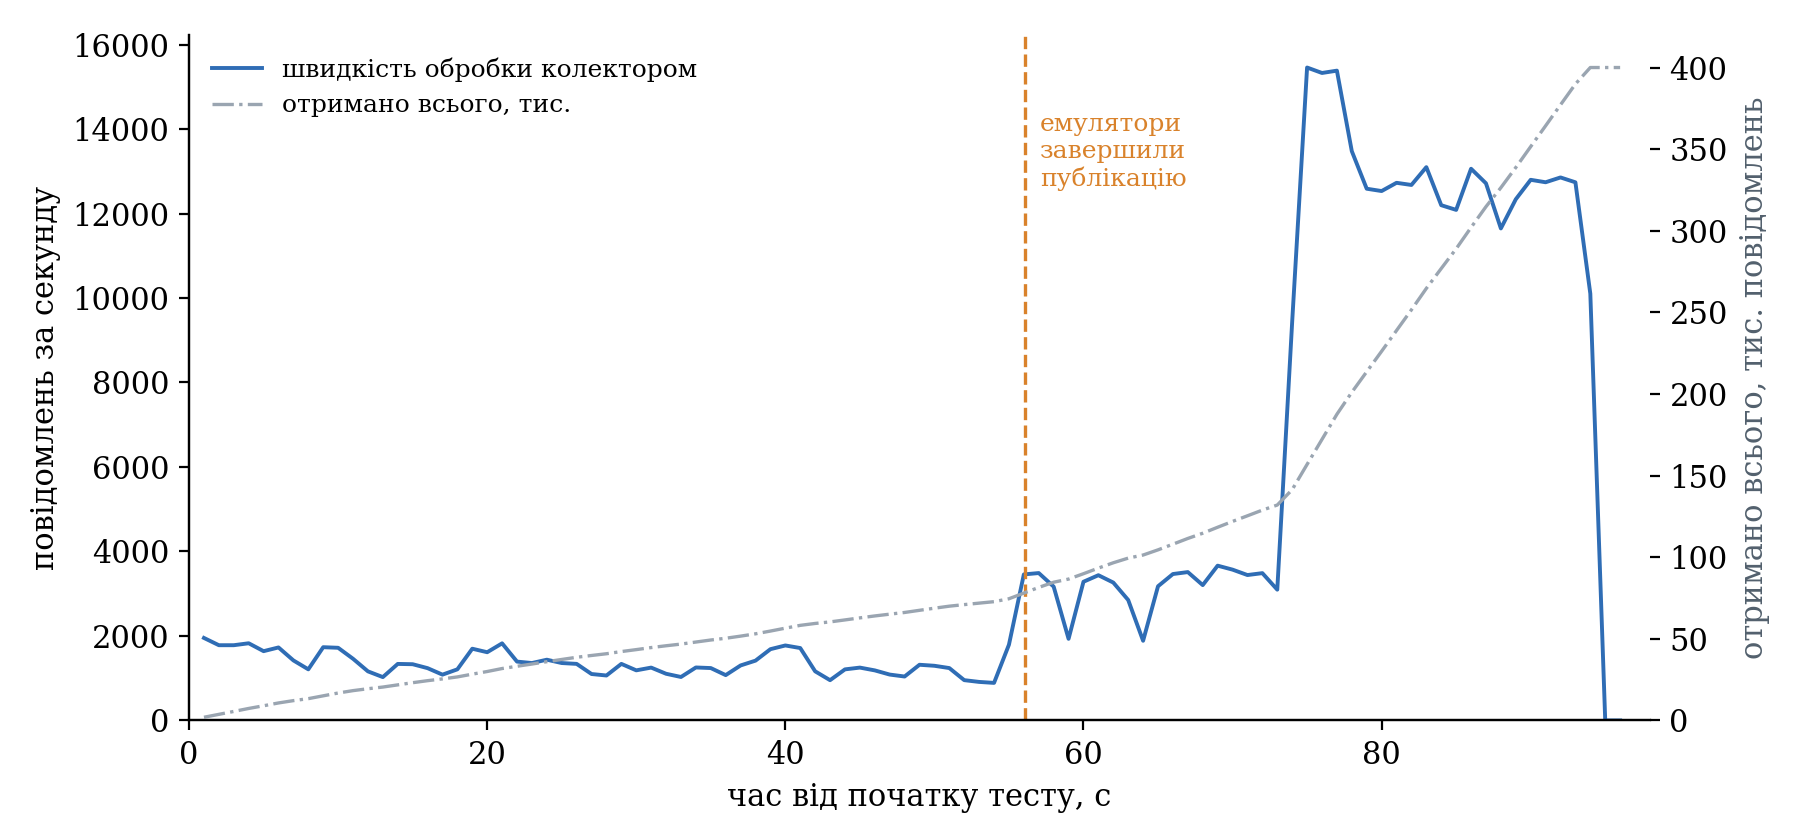 швидкість обробки колектором
отримано всього, тис.
емулятори
завершили
публікацію
повідомлень за секунду
16000
14000
12000
10000
8000
6000
4000
2000
0
400
350
300
250
200
150
100
50
0
отримано всього, тис. повідомлень
0 20 40 60 80
час від початку тесту, с